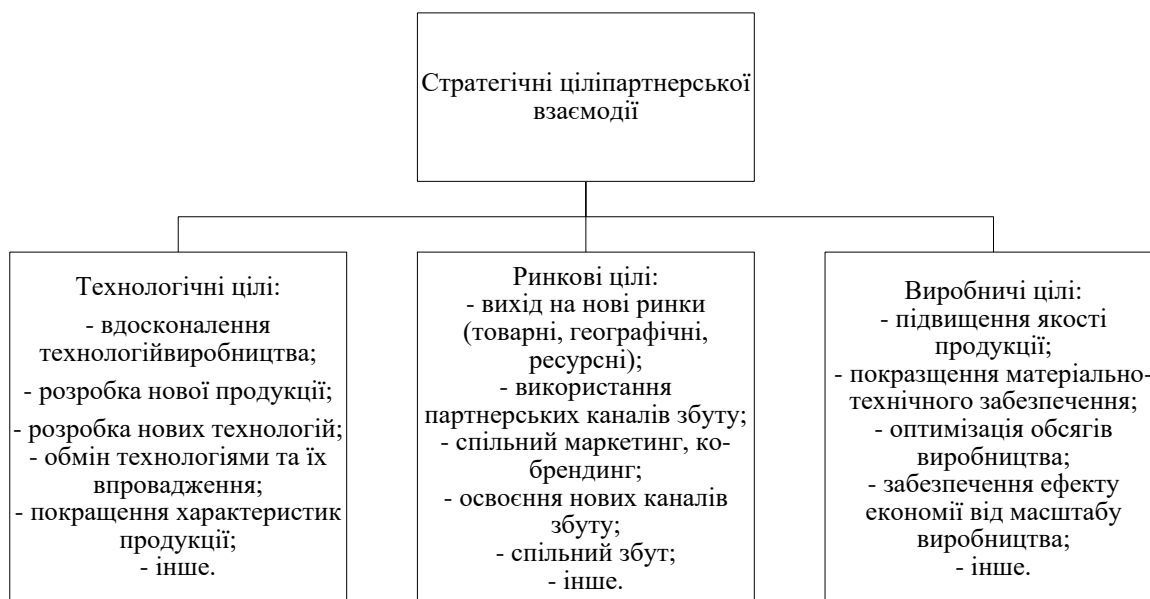 Стратегічні ціліпартнерської
взаємодії
Технологічні цілі:
- вдосконалення
технологійвиробництва;
- розробка нової продукції;
- розробка нових технологій;
- обмін технологіями та їх
впровадження;
- покращення характеристик
продукції;
- інше.
Ринкові цілі:
- вихід на нові ринки
(товарні, географічні,
ресурсні);
- використання
партнерських каналів збуту;
- спільний маркетинг, ко-
брендинг;
- освоєння нових каналів
збуту;
- спільний збут;
- інше.
Виробничі цілі:
- підвищення якості
продукції;
- покразщення матеріально-
технічного забезпечення;
- оптимізація обсягів
виробництва;
- забезпечення ефекту
економії від масштабу
виробництва;
- інше.